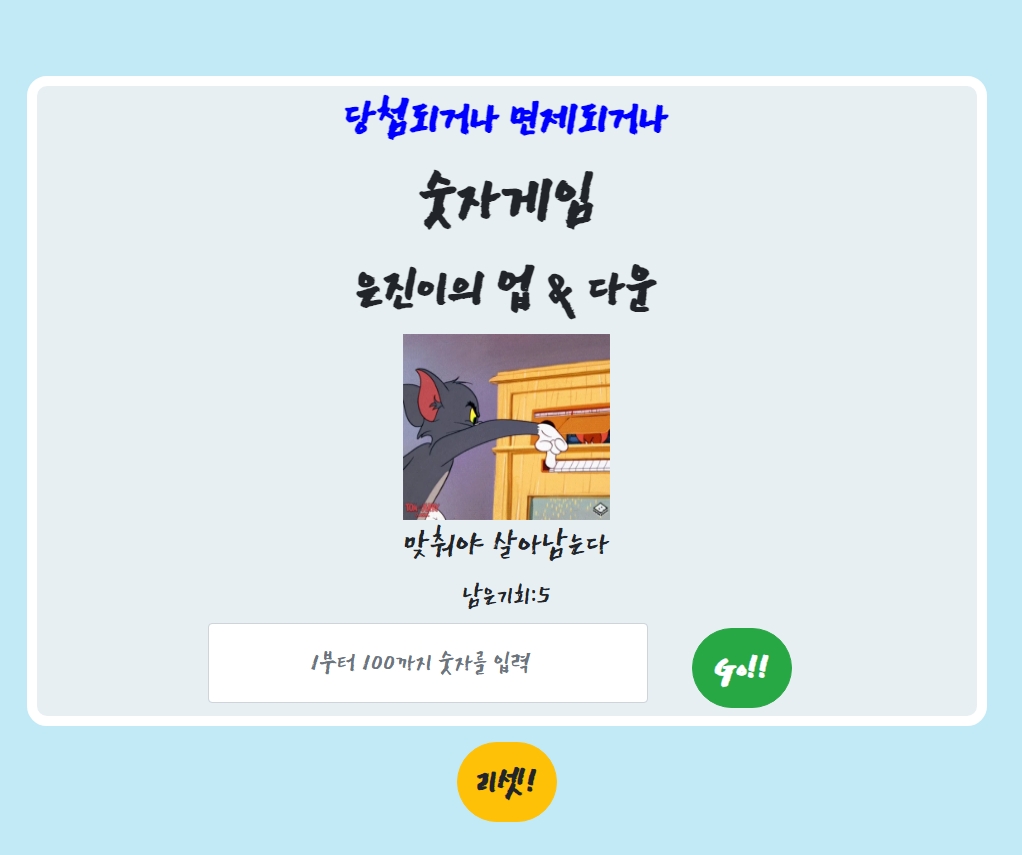 당첨되거나 면제되거나
숫자게임
은진이의 업 & 다운
맞춰야 살아남는다
남은기회:5
1부터 100까지 숫자를 입력
Go!!
리셋!!